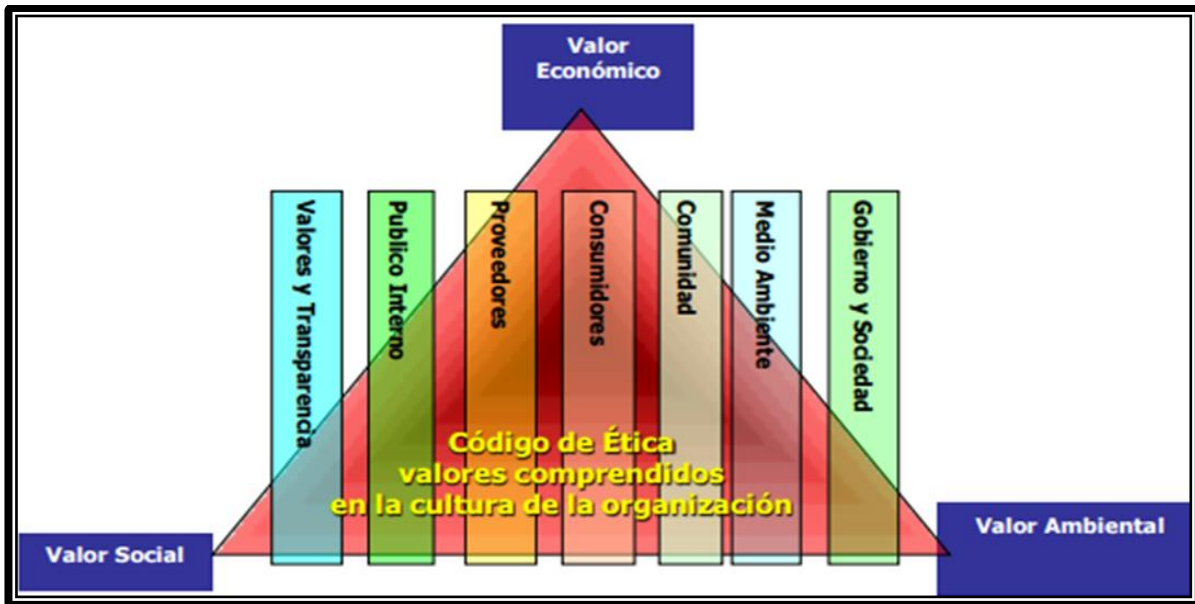 Valor
Económico
Valores y Transparencia
Publico Interno
Proveedores
Consumidores
Comunidad
Medio Ambiente
Gobierno y Sociedad
Código de Ética
valores comprendidos
en la cultura de la organización
Valor Social
Valor Ambiental